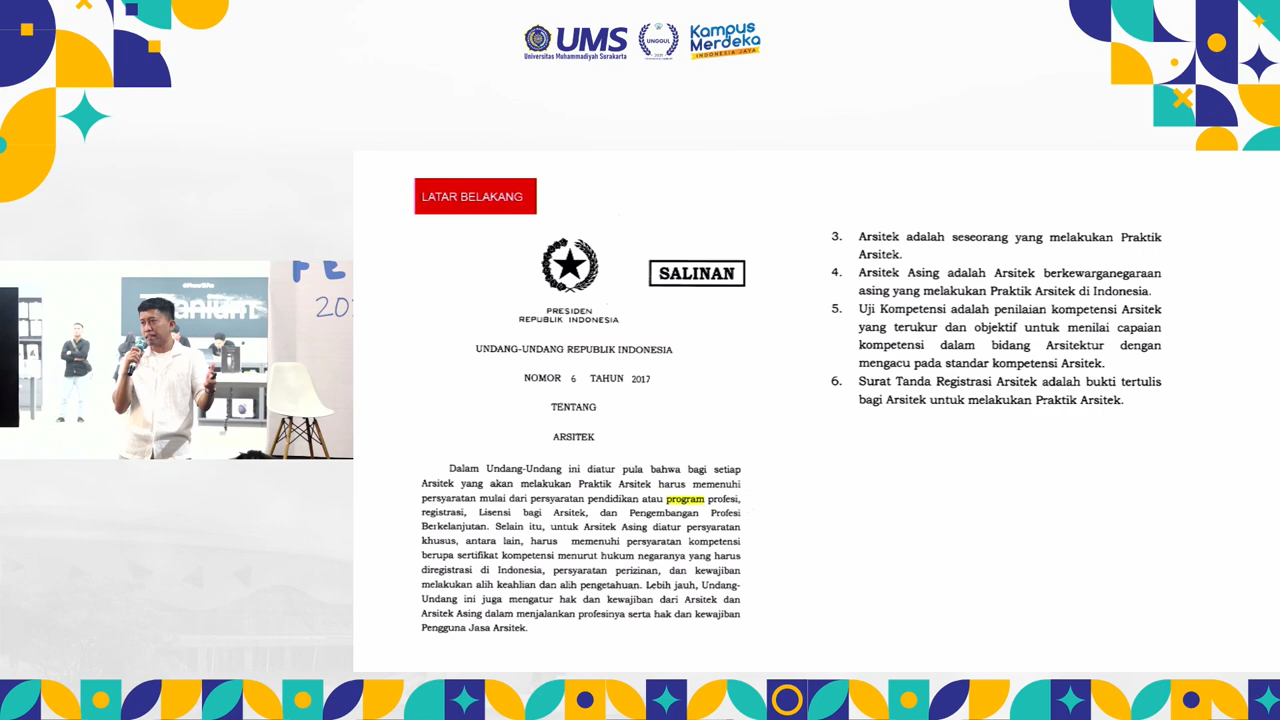 UMS
Universitas Muhammadiyah Surakarta
UNGGUL
Kampus
Merdeka
INDONESIA JAYA
LATAR BELAKANG
SALINAN
PRESIDEN
REPUBLIK INDONESIA
UNDANG-UNDANG REPUBLIK INDONESIA
NOMOR 6 TAHUN 2017
TENTANG
ARSITEK
Dalam Undang-Undang ini diatur pula bahwa bagi setiap
Arsitek yang akan melakukan Praktik Arsitek harus memenuhi
persyaratan mulai dari persyaratan pendidikan atau program profesi,
registrasi, Lisensi bagi Arsitek, dan Pengembangan Profesi
Berkelanjutan. Selain itu, untuk Arsitek Asing diatur persyaratan
khusus, antara lain, harus memenuhi persyaratan kompetensi
berupa sertifikat kompetensi menurut hukum negaranya yang harus
diregistrasi di Indonesia, persyaratan perizinan, dan kewajiban
melakukan alih keahlian dan alih pengetahuan. Lebih jauh, Undang-
Undang ini juga mengatur hak dan kewajiban dari Arsitek dan
Arsitek Asing dalam menjalankan profesinya serta hak dan kewajiban
Pengguna Jasa Arsitek.
3. Arsitek adalah seseorang yang melakukan Praktik
Arsitek.
4. Arsitek Asing adalah Arsitek berkewarganegaraan
asing yang melakukan Praktik Arsitek di Indonesia.
5. Uji Kompetensi adalah penilaian kompetensi Arsitek
yang terukur dan objektif untuk menilai capaian
kompetensi dalam bidang Arsitektur dengan
mengacu pada standar kompetensi Arsitek.
6. Surat Tanda Registrasi Arsitek adalah bukti tertulis
bagi Arsitek untuk melakukan Praktik Arsitek.